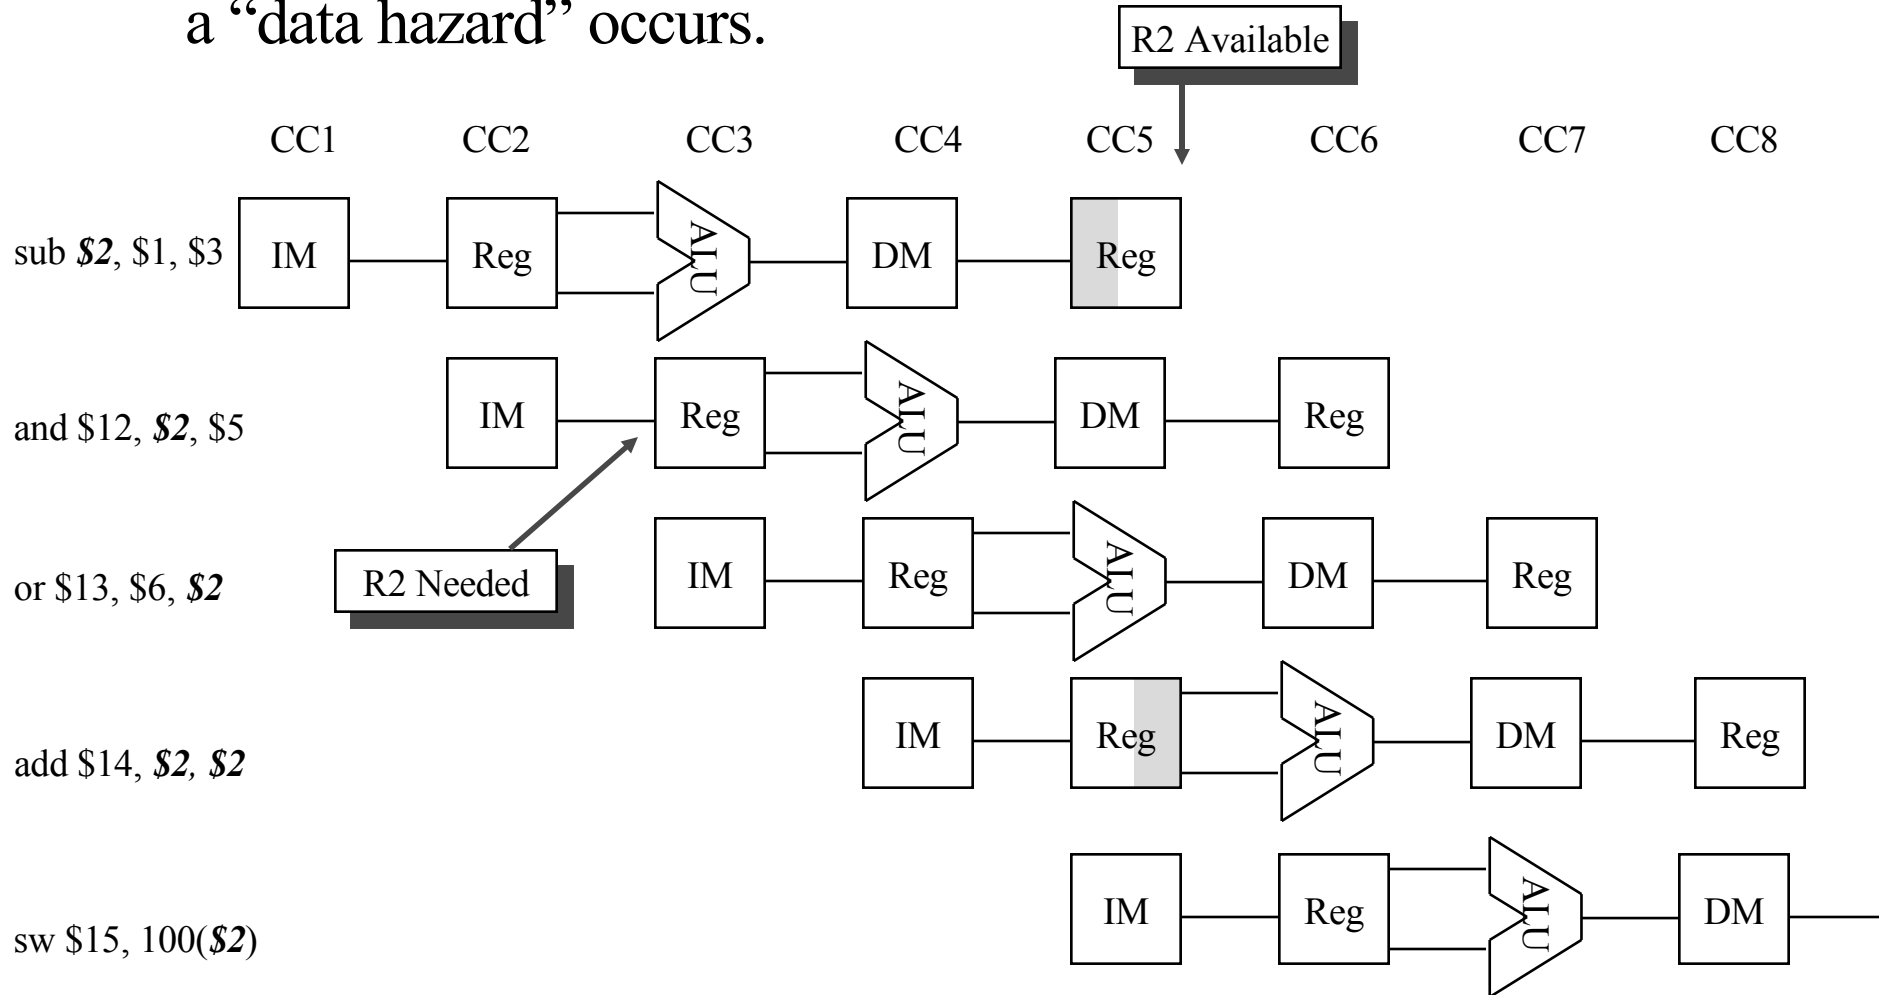 a “data hazard” occurs.
R2 Available
CC1 CC2 CC3 CC4 CC5 CC6 CC7 CC8
sub $2, $1, $3 IM Reg ALU DM Reg
and $12, $2, $5 IM Reg ALU DM Reg
R2 Needed
or $13, $6, $2 IM Reg ALU DM Reg
add $14, $2, $2 IM Reg ALU DM Reg
sw $15, 100($2) IM Reg ALU DM